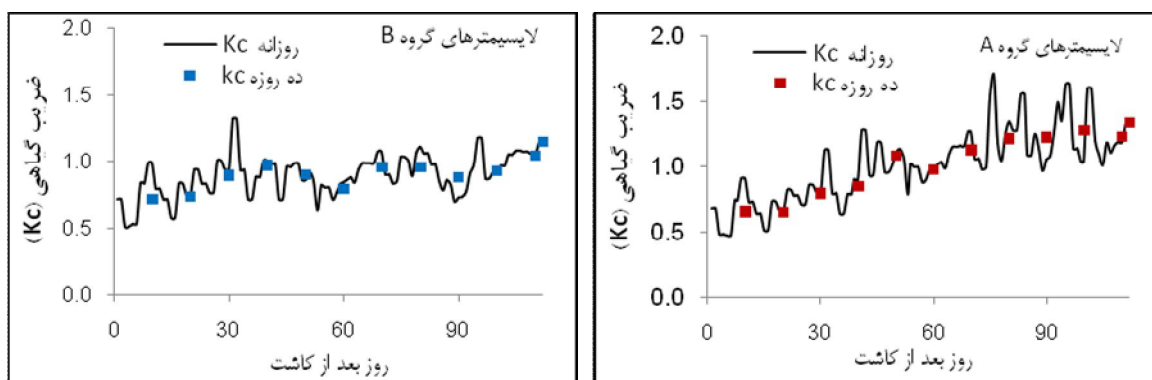 لایسیمترهای گروه B
روزانه Kc
ده روزه kc
ضریب گیاهی (Kc)
2.0
1.5
1.0
0.5
0.0
0 30 60 90
روز بعد از کاشت
لایسیمترهای گروه A
روزانه Kc
ده روزه kc
ضریب گیاهی (Kc)
2.0
1.5
1.0
0.5
0.0
0 30 60 90
روز بعد از کاشت